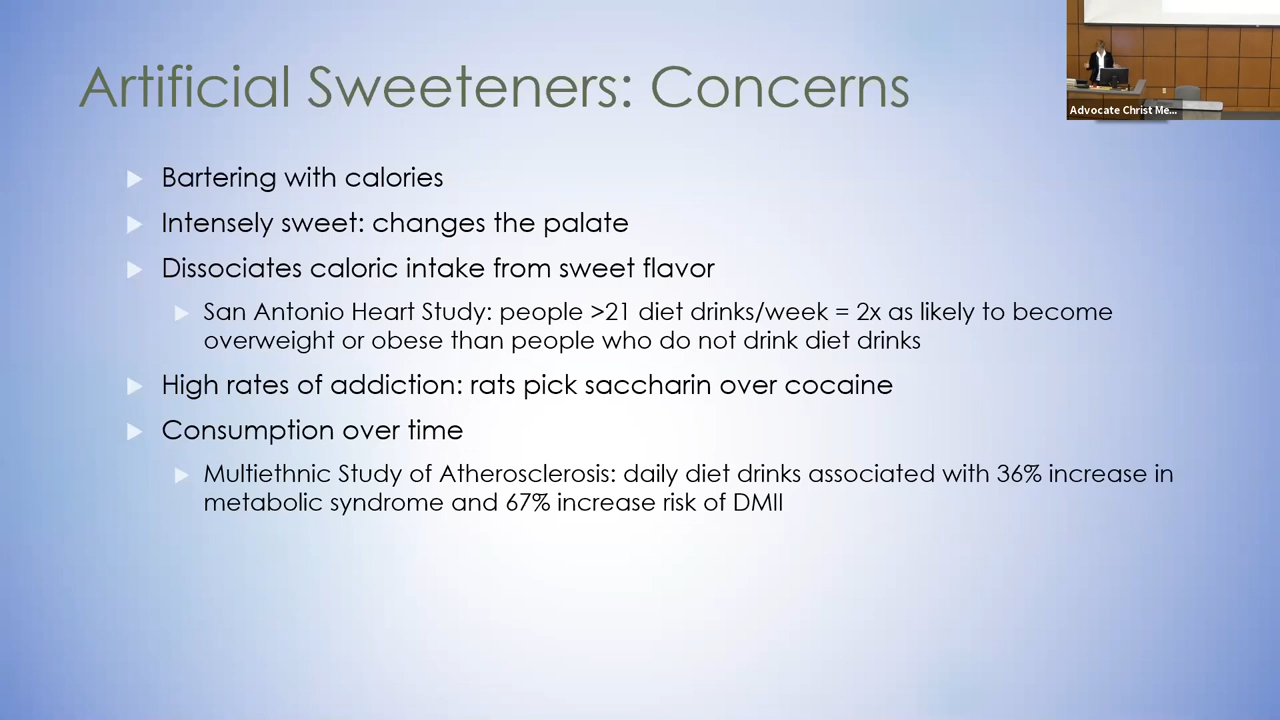 Artificial Sweeteners: Concerns
Advocate Christ Me...
Bartering with calories
Intensely sweet: changes the palate
Dissociates caloric intake from sweet flavor
San Antonio Heart Study: people >21 diet drinks/week = 2x as likely to become
overweight or obese than people who do not drink diet drinks
High rates of addiction: rats pick saccharin over cocaine
Consumption over time
Multiethnic Study of Atherosclerosis: daily diet drinks associated with 36% increase in
metabolic syndrome and 67% increase risk of DMII